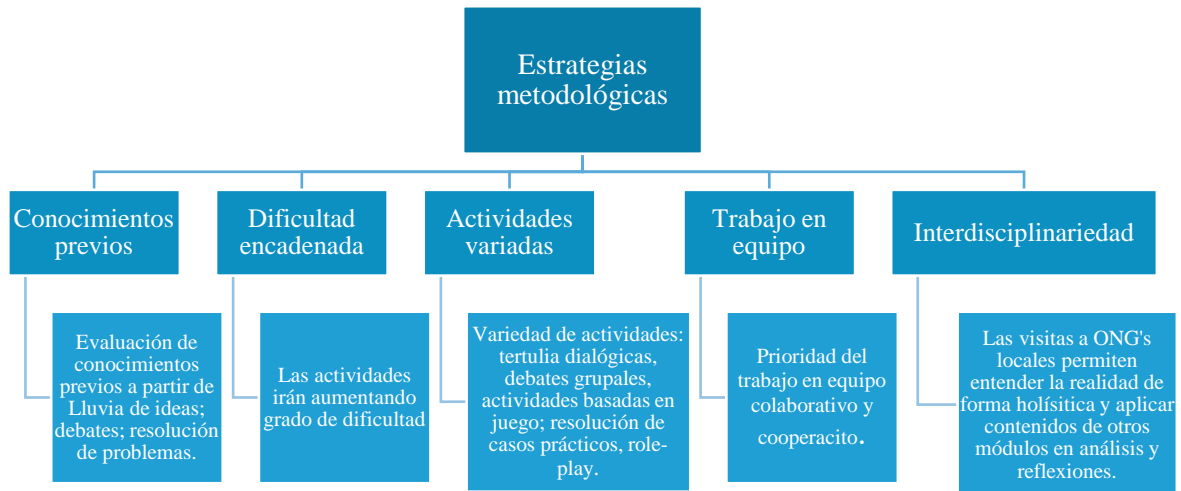 Estrategias
metodológicas
Conocimientos
previos
Dificultad
encadenada
Actividades
variadas
Trabajo en
equipo
Interdisciplinariedad
Evaluación de
conocimientos
previos a partir de
Lluvia de ideas;
debates; resolución
de problemas.
Las actividades
irán aumentando
grado de dificultad
Variedad de actividades:
tertulia dialógicas,
debates grupales,
actividades basadas en
juego; resolución de
casos prácticos, role-
play.
Prioridad del
trabajo en equipo
colaborativo y
cooperacito.
Las visitas a ONG's
locales permiten
entender la realidad de
forma holísitica y aplicar
contenidos de otros
módulos en análisis y
reflexiones.